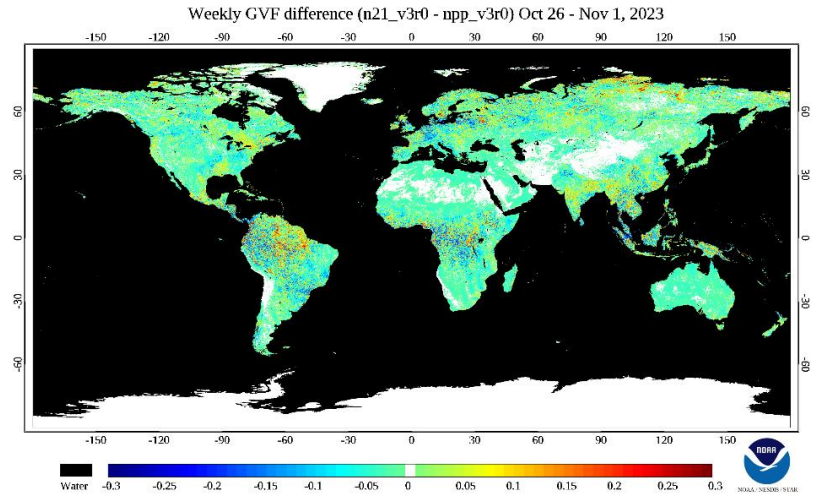 Weekly GVF difference (n21_v3r0 - npp_v3r0) Oct 26 - Nov 1, 2023
-150 -120 -90 -60 -30 0 30 60 90 120 150
60 60
30 30
0 0
-30 -30
-60 -60
-150 -120 -90 -60 -30 0 30 60 90 120 150
Water -0.3 -0.25 -0.2 -0.15 -0.1 -0.05 0 0.05 0.1 0.15 0.2 0.25 0.3
NOAA
NOAA / NESDIS / STAR